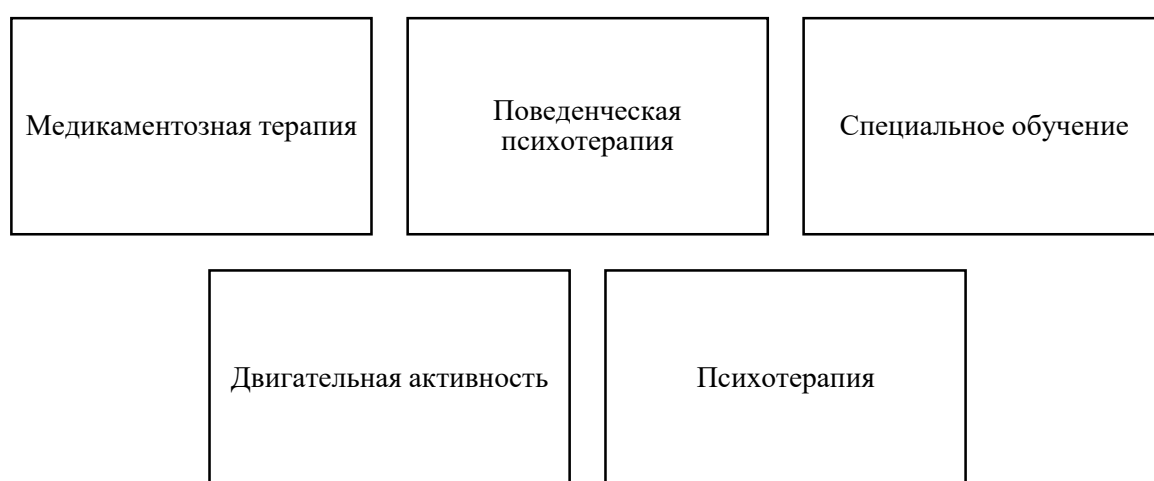 Медикаментозная терапия
Поведенческая
психотерапия
Специальное обучение
Двигательная активность
Психотерапия